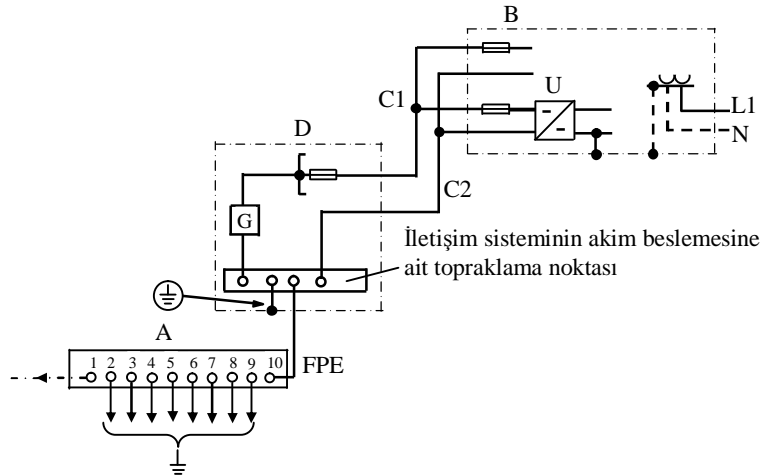 B
U
C1
L1
N
D
C2
G
İletişim sisteminin akim beslemesine
ait topraklama noktası
A
1 2 3 4 5 6 7 8 9 10
FPE